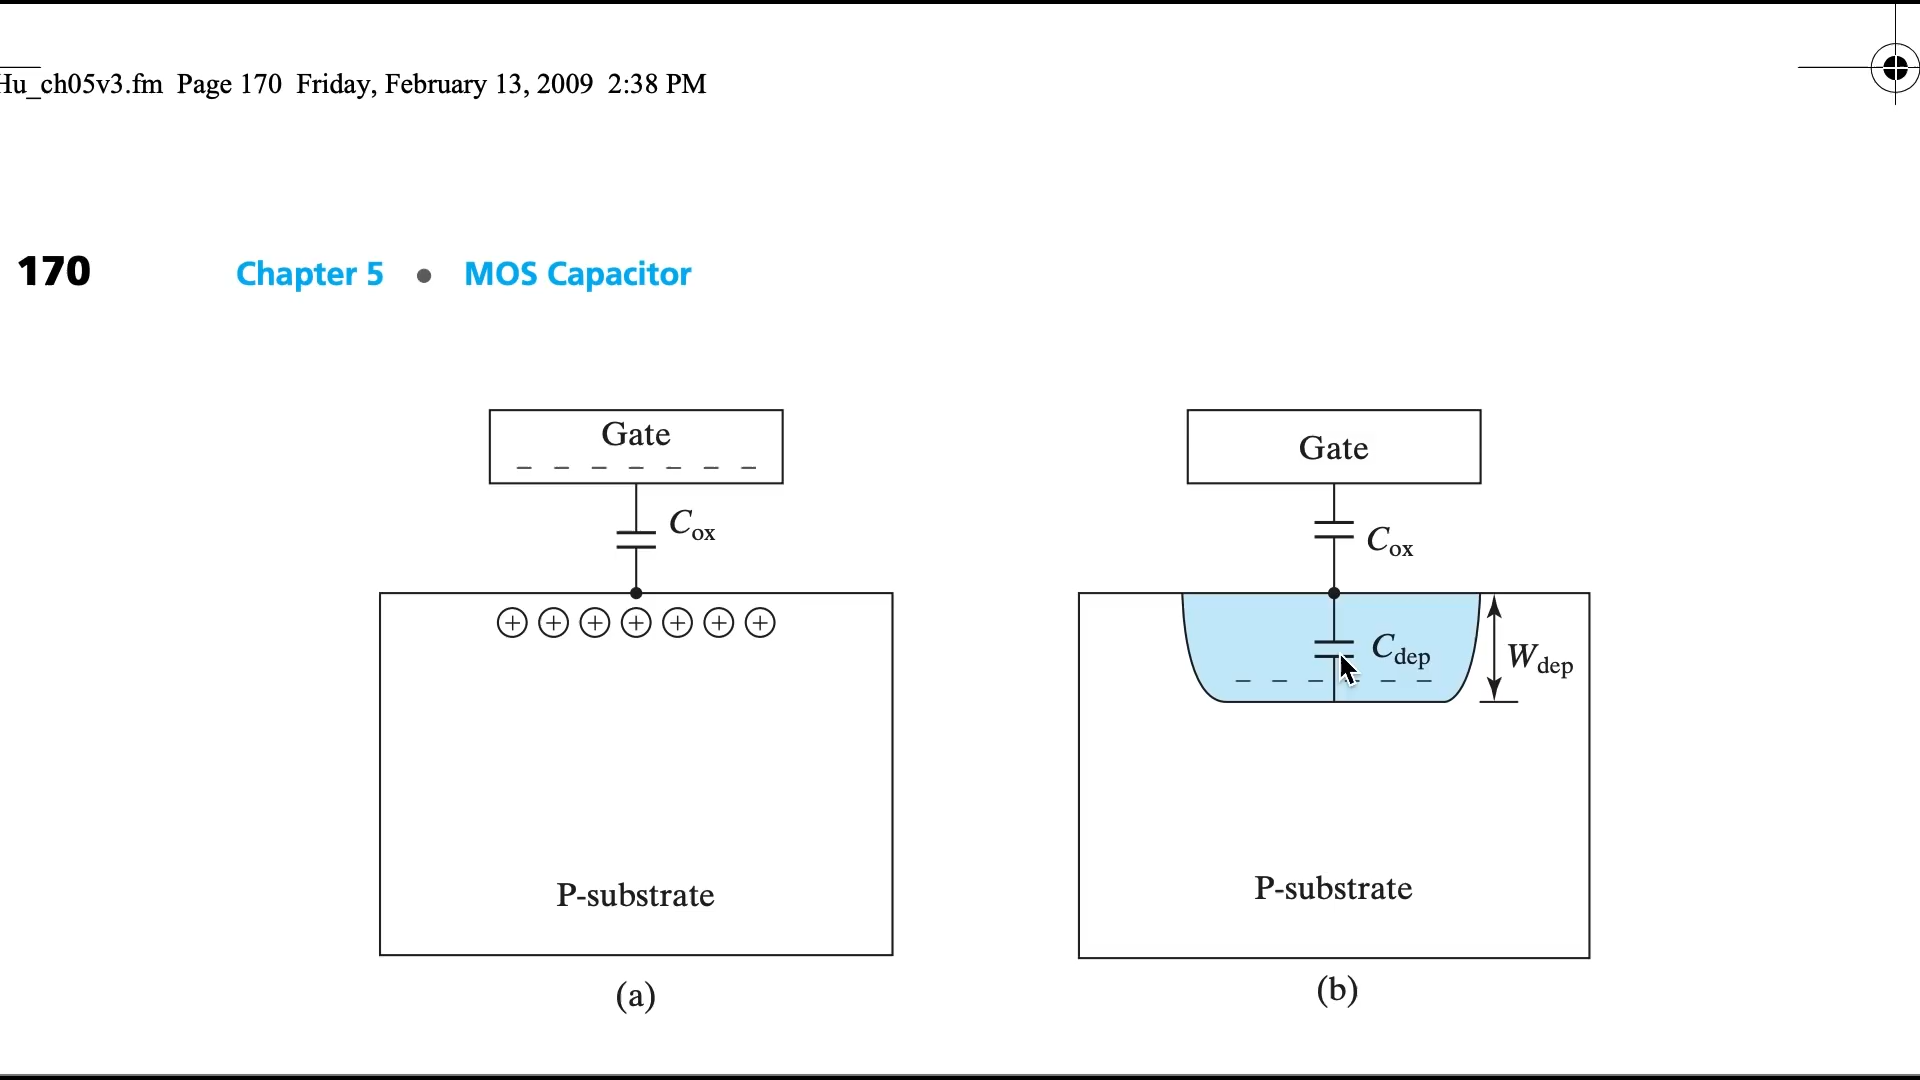 Hu_ch05v3.fm Page 170 Friday, February 13, 2009 2:38 PM
170 Chapter 5 • MOS Capacitor
Gate
– – – – – – –
Cox
+ + + + + + +
P-substrate
(a)
Gate
Cox
Cdep
Wdep
– – – – – –
P-substrate
(b)